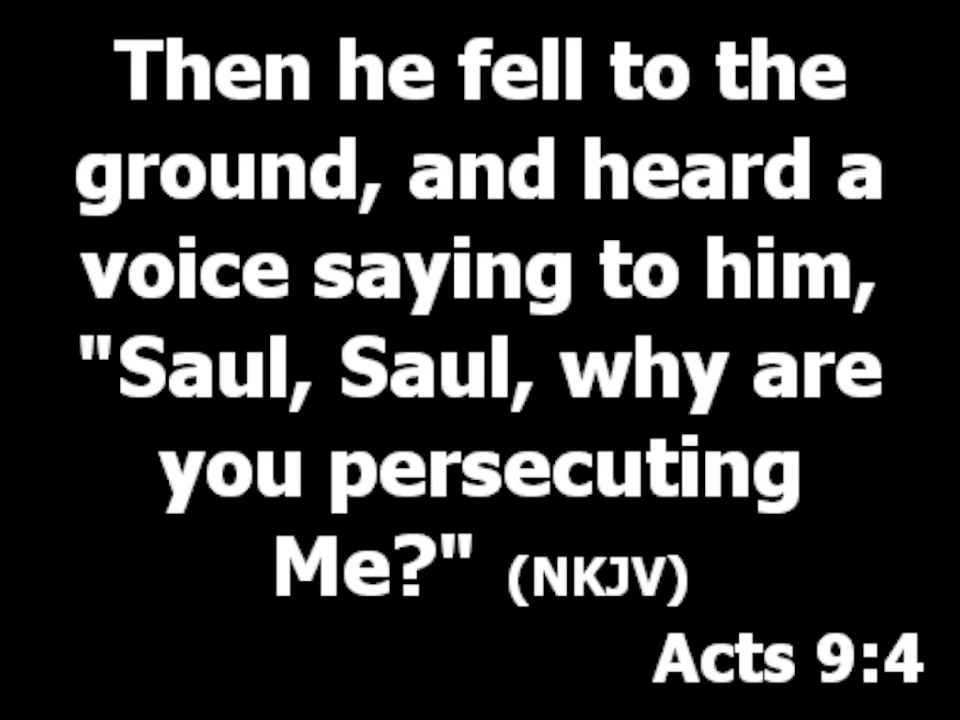 Then he fell to the
ground, and heard a
voice saying to him,
"Saul, Saul, why are
you persecuting
Me?" (NKJV)
Acts 9:4